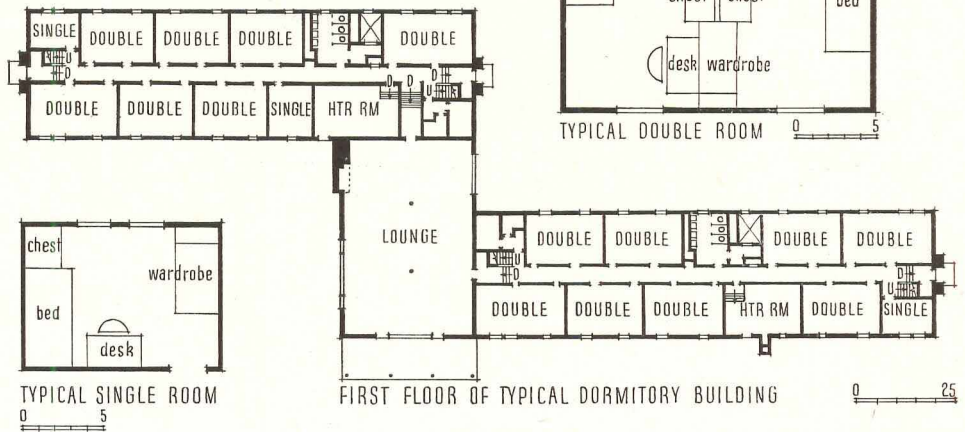 SINGLE
DOUBLE DOUBLE DOUBLE DOUBLE
U
D
D D D
U
DOUBLE DOUBLE DOUBLE SINGLE HTR RM
bed
desk wardrobe
TYPICAL DOUBLE ROOM
0 5
LOUNGE
chest
wardrobe
bed
desk
TYPICAL SINGLE ROOM
0 5
DOUBLE DOUBLE DOUBLE DOUBLE
U
D
D
U
DOUBLE DOUBLE DOUBLE HTR RM DOUBLE SINGLE
FIRST FLOOR OF TYPICAL DORMITORY BUILDING
0 25